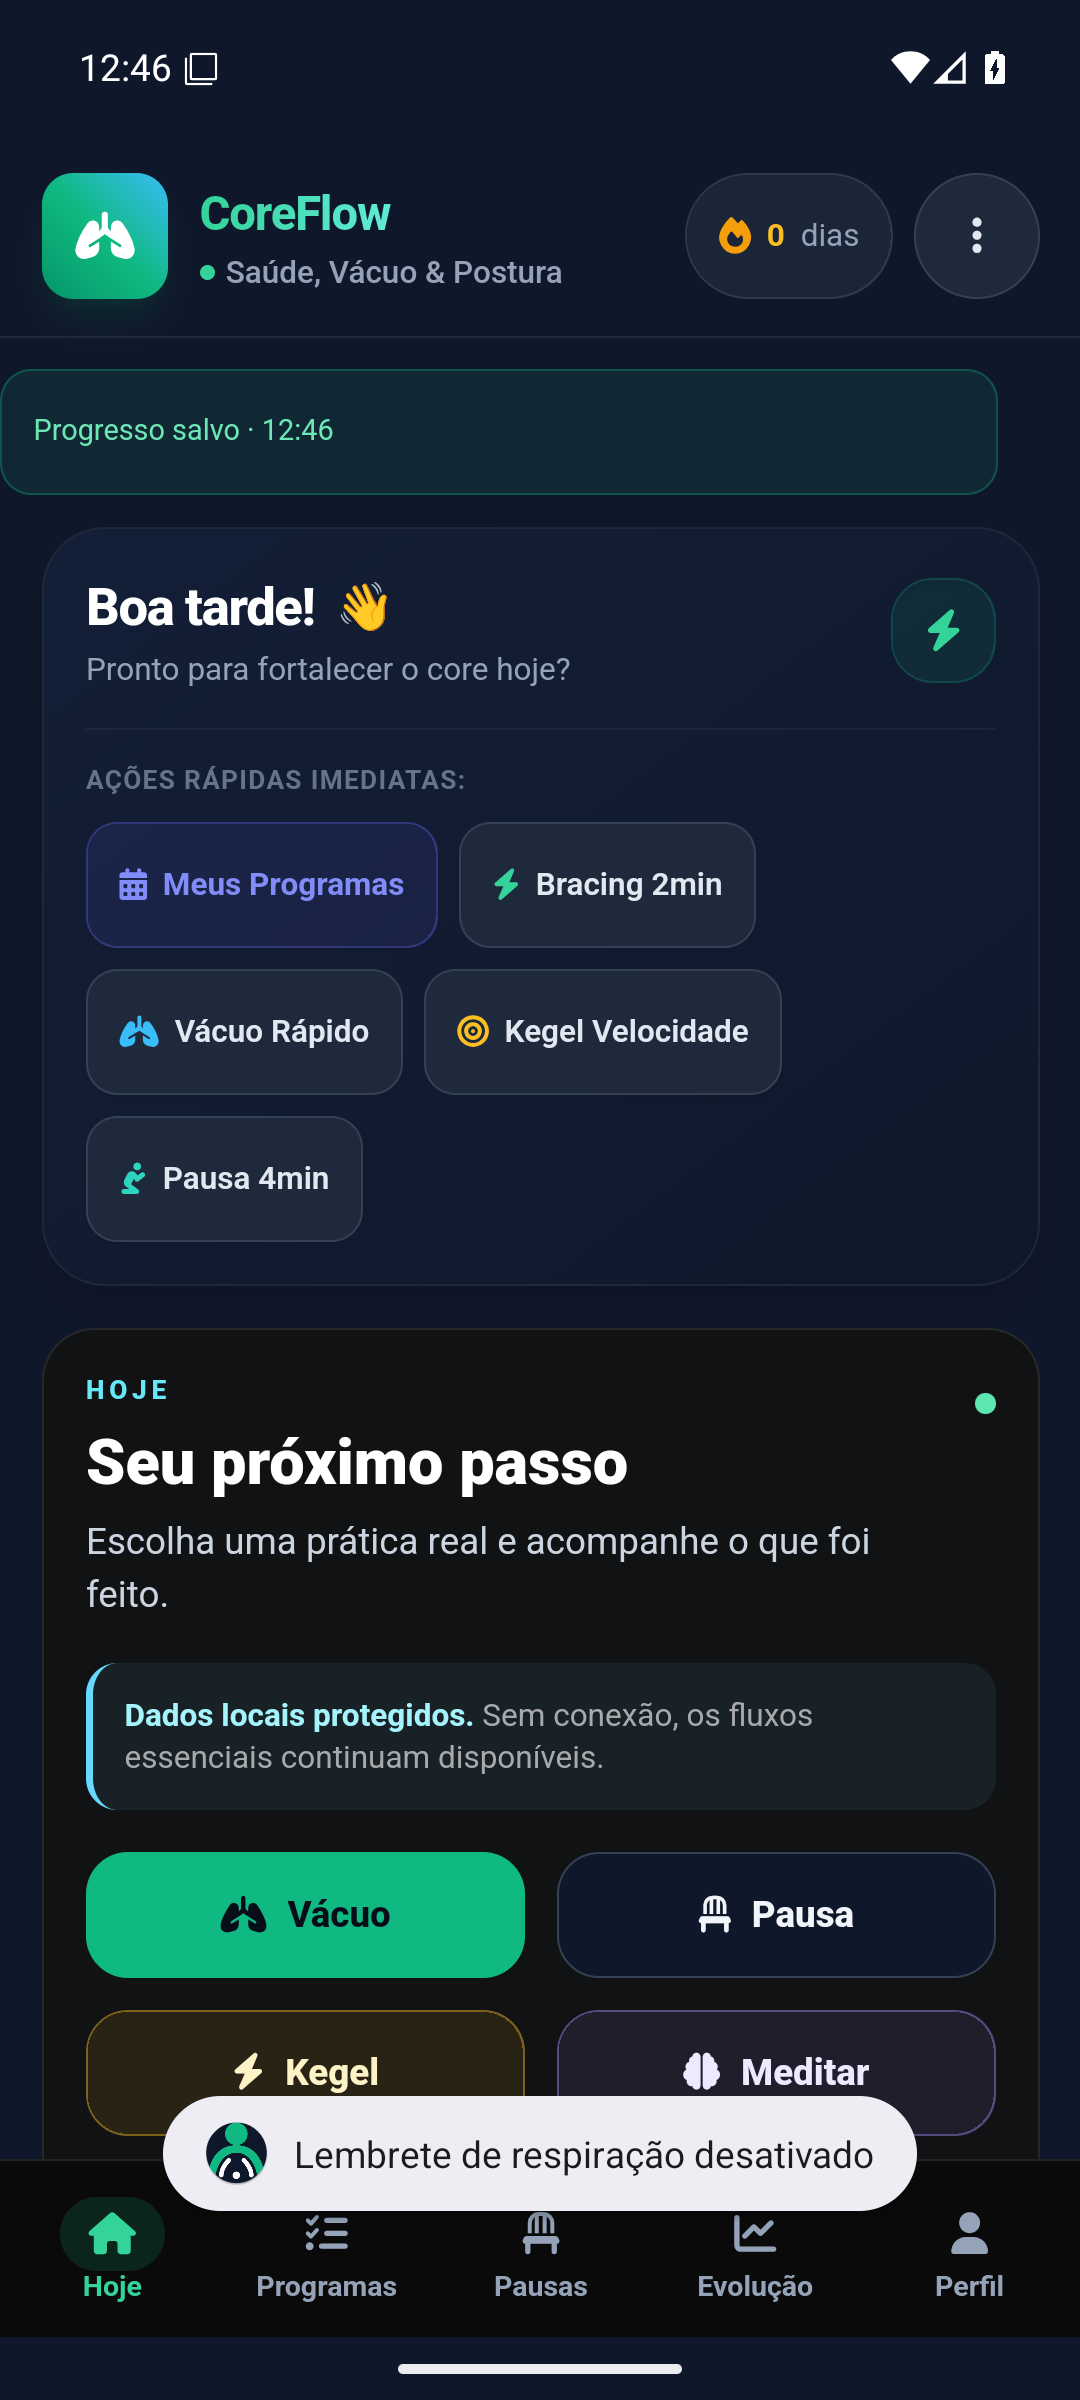 12:46
CoreFlow
Saúde, Vácuo & Postura
0 dias
Progresso salvo · 12:46
Boa tarde! 👋
Pronto para fortalecer o core hoje?
AÇÕES RÁPIDAS IMEDIATAS:
Meus Programas
Bracing 2min
Vácuo Rápido
Kegel Velocidade
Pausa 4min
HOJE
Seu próximo passo
Escolha uma prática real e acompanhe o que foi
feito.
Dados locais protegidos. Sem conexão, os fluxos
essenciais continuam disponíveis.
Vácuo
Pausa
Kegel
Meditar
Lembrete de respiração desativado
Hoje
Programas
Pausas
Evolução
Perfil